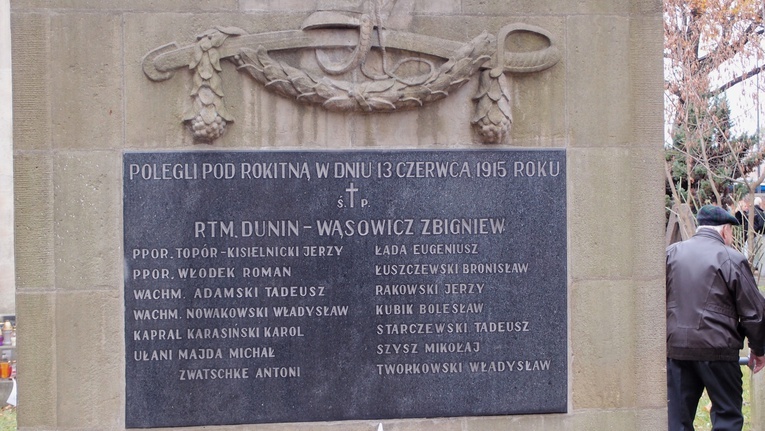 POLEGLI POD ROKITNĄ W DNIU 13 CZERWCA 1915 ROKU
Ś. P.
RTM. DUNIN - WĄSOWICZ ZBIGNIEW
PPOR. TOPÓR-KISIELNICKI JERZY
PPOR. WŁODEK ROMAN
WACHM. ADAMSKI TADEUSZ
WACHM. NOWAKOWSKI WŁADYSŁAW
KAPRAL KARASIŃSKI KAROL
UŁANI MAJDA MICHAŁ
ZWATSCHKE ANTONI
ŁADA EUGENIUSZ
ŁUSZCZEWSKI BRONISŁAW
RAKOWSKI JERZY
KUBIK BOLESŁAW
STARCZEWSKI TADEUSZ
SZYSZ MIKOŁAJ
TWORKOWSKI WŁADYSŁAW